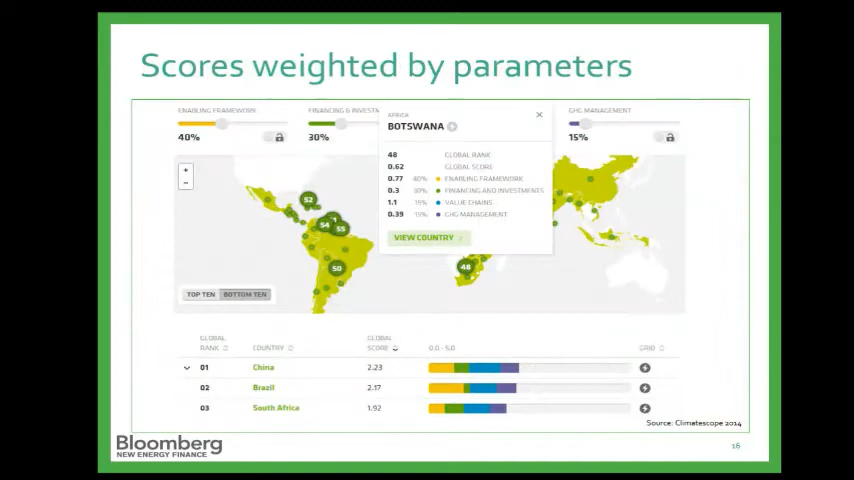 Scores weighted by parameters
ENABLING FRAMEWORK
FINANCING & INVESTA
GHG MANAGEMENT
40%
30%
15%
AFRICA
BOTSWANA
48 GLOBAL RANK
0.62 GLOBAL SCORE
0.77 40% ENABLING FRAMEWORK
0.3 30% FINANCING AND INVESTMENTS
1.1 15% VALUE CHAINS
0.39 15% GHG MANAGEMENT
VIEW COUNTRY
+
−
52
54
55
50
48
TOP TEN BOTTOM TEN
GLOBAL RANK COUNTRY GLOBAL SCORE 0.0 - 5.0 GRID
01 China 2.23
02 Brazil 2.17
03 South Africa 1.92
Source: Climatescope 2014
Bloomberg
NEW ENERGY FINANCE
16